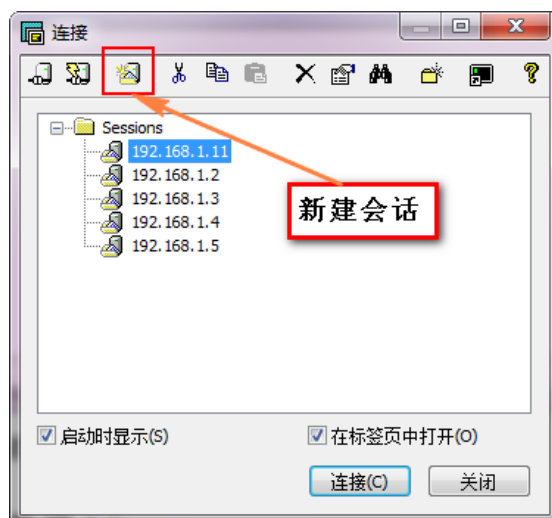 连接
Sessions
192.168.1.11
192.168.1.2
192.168.1.3
192.168.1.4
192.168.1.5
新建会话
启动时显示(S)
在标签页中打开(O)
连接(C)
关闭